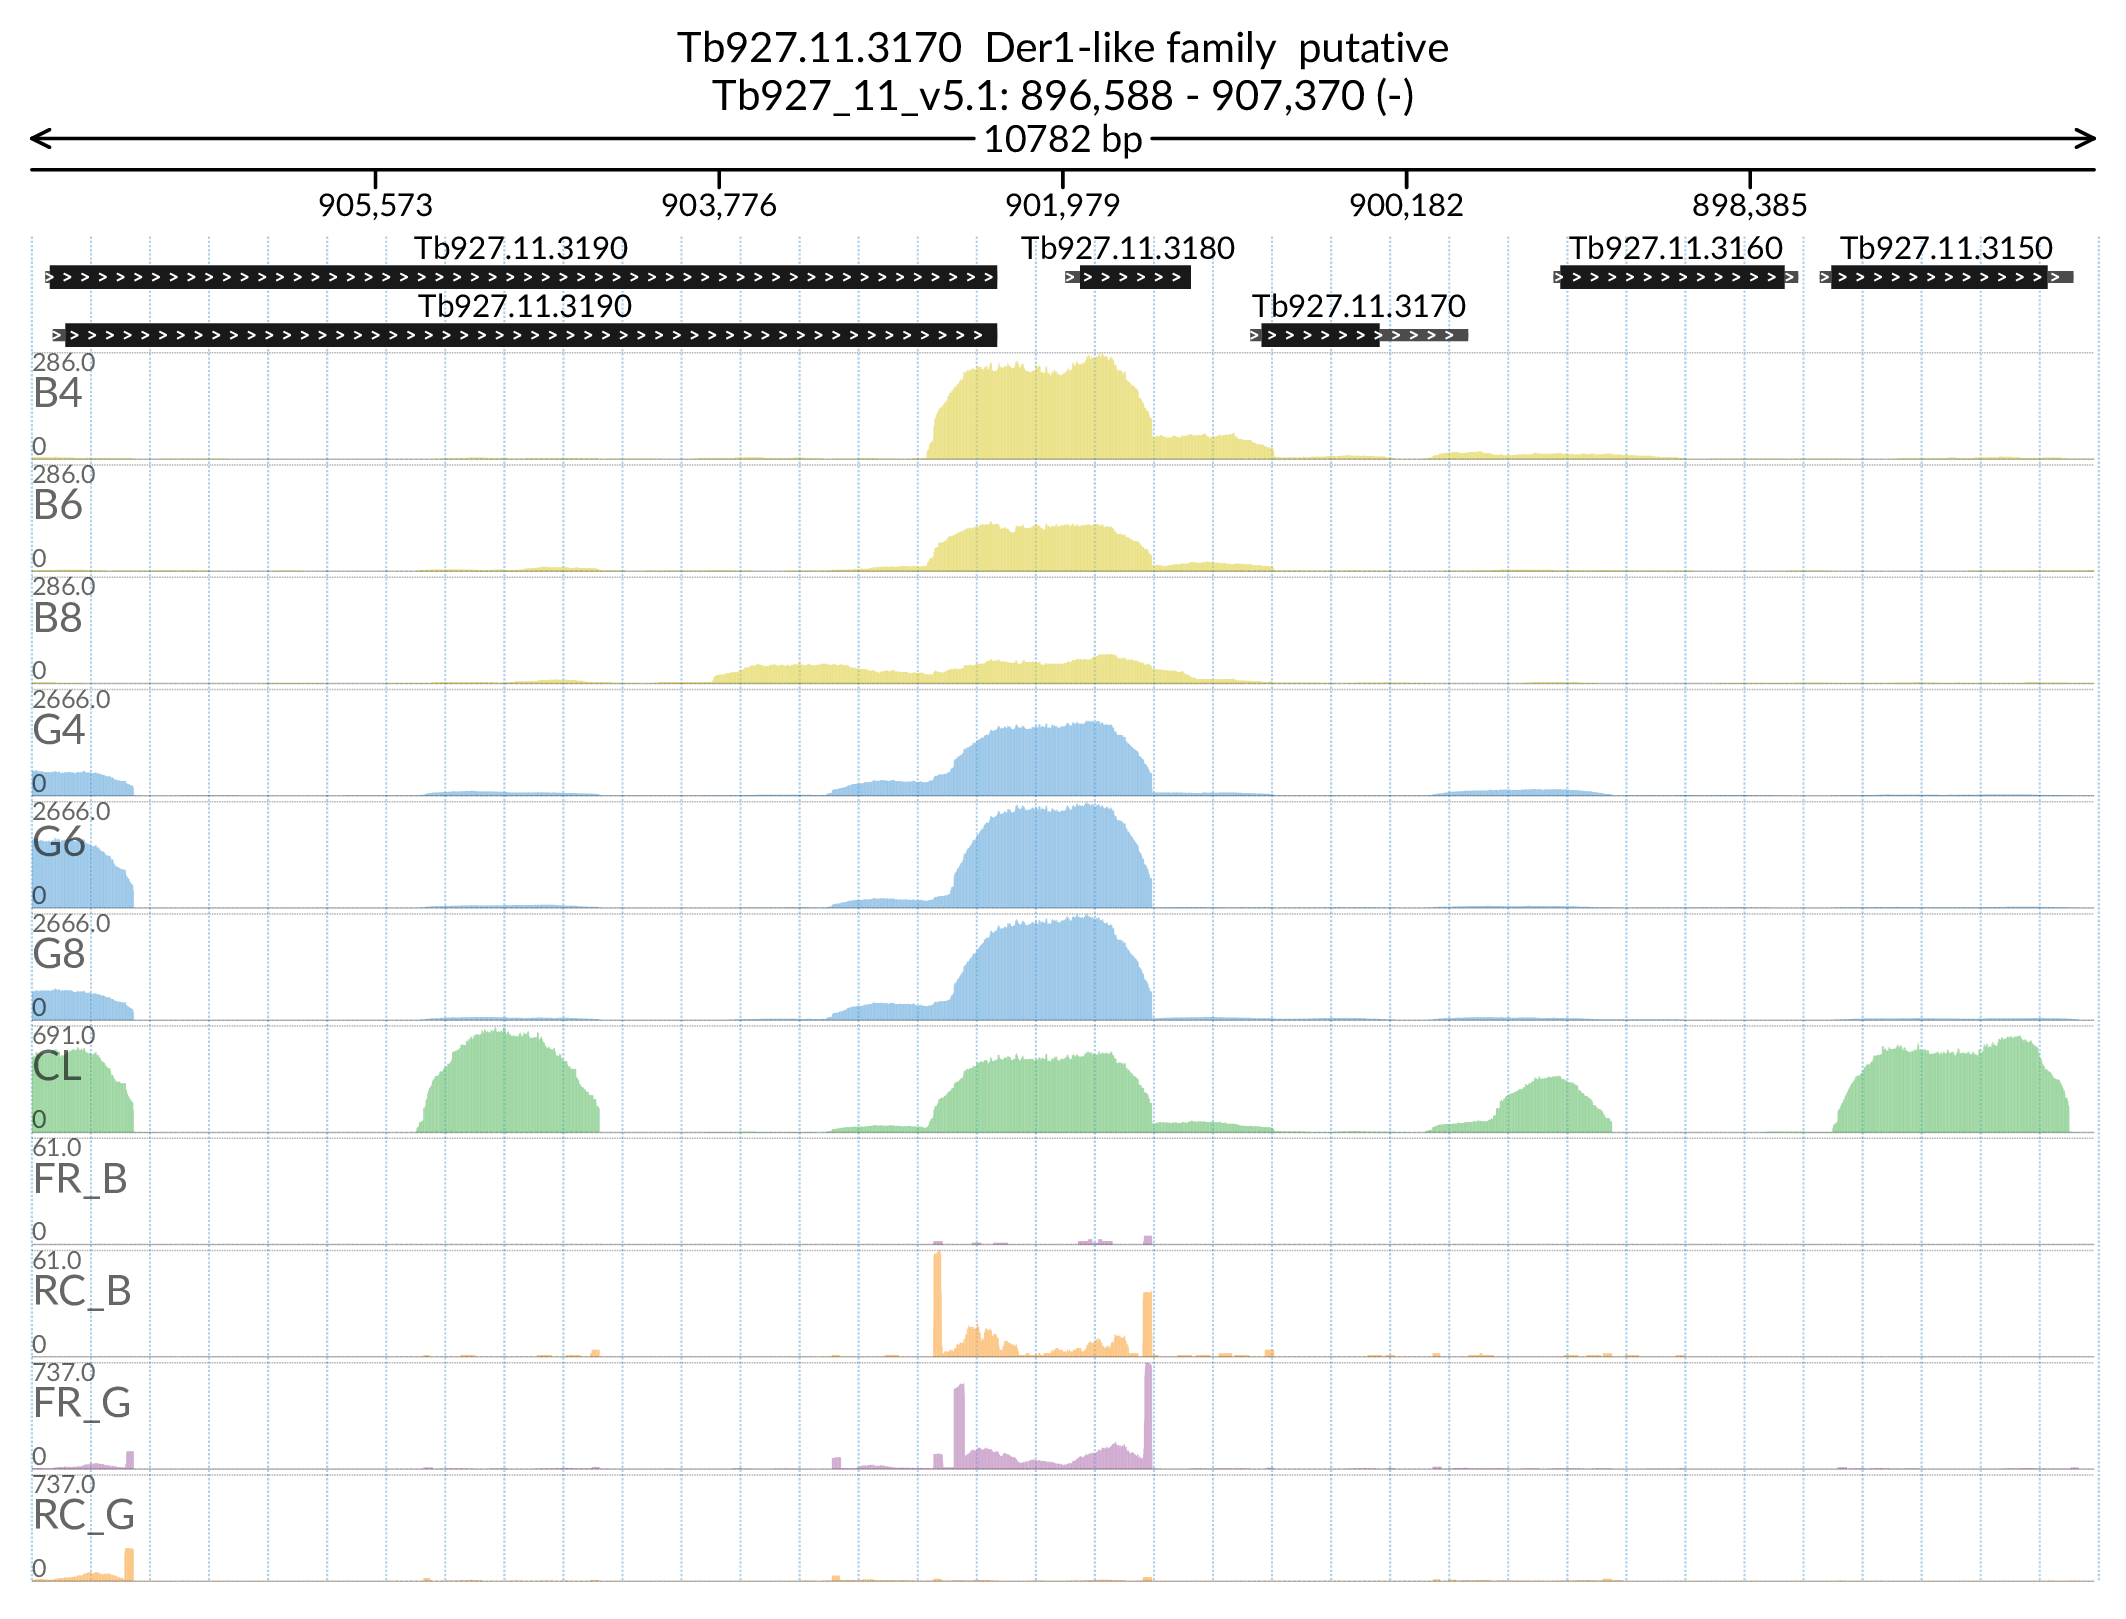 Tb927.11.3170  Der1-like family  putative
Tb927_11_v5.1: 896,588 - 907,370 (-)
10782 bp
905,573 903,776 901,979 900,182 898,385
Tb927.11.3190 Tb927.11.3180 Tb927.11.3160 Tb927.11.3150
Tb927.11.3190 Tb927.11.3170
286.0
B4
0
286.0
B6
0
286.0
B8
0
2666.0
G4
0
2666.0
G6
0
2666.0
G8
0
691.0
CL
0
61.0
FR_B
0
61.0
RC_B
0
737.0
FR_G
0
737.0
RC_G
0